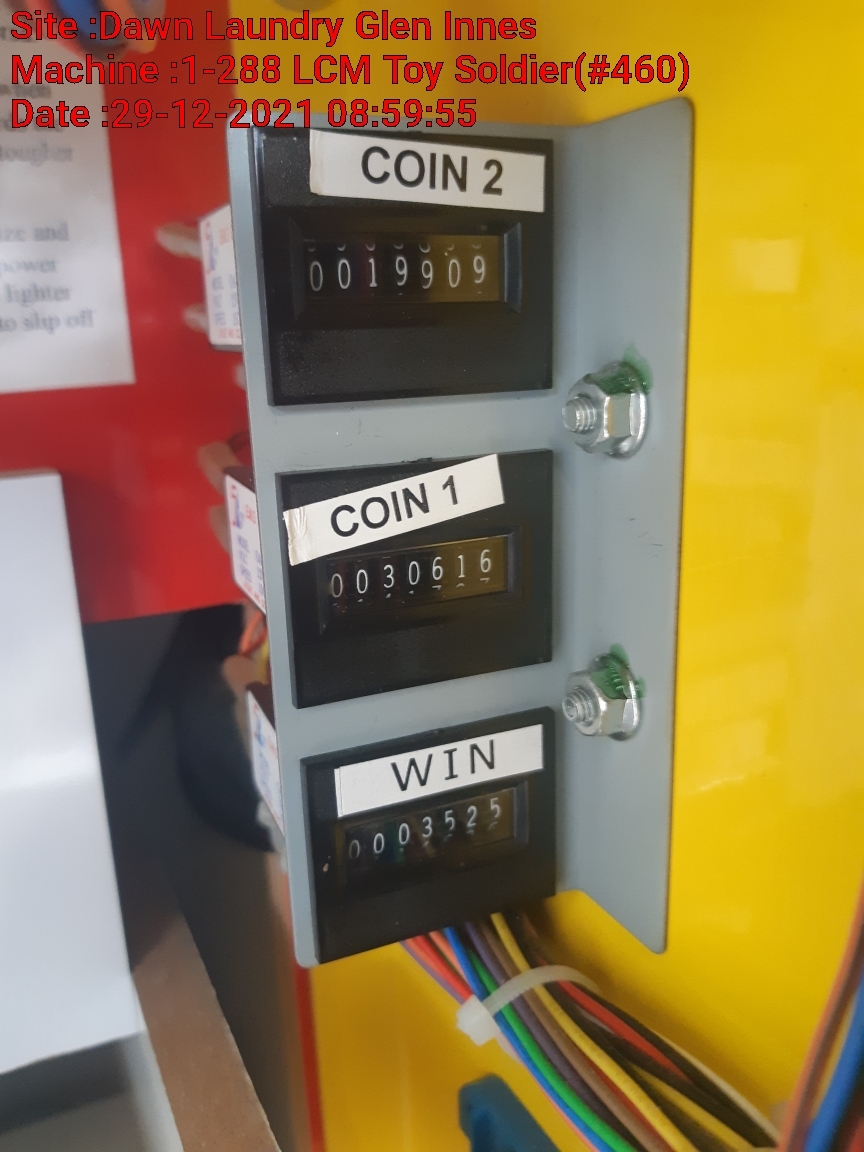 Site :Dawn Laundry Glen Innes
Machine :1-288 LCM Toy Soldier(#460)
Date :29-12-2021 08:59:55
tougher
ize and
power
lighter
to slip off
COIN 2
0019909
COIN 1
0030616
WIN
0003525